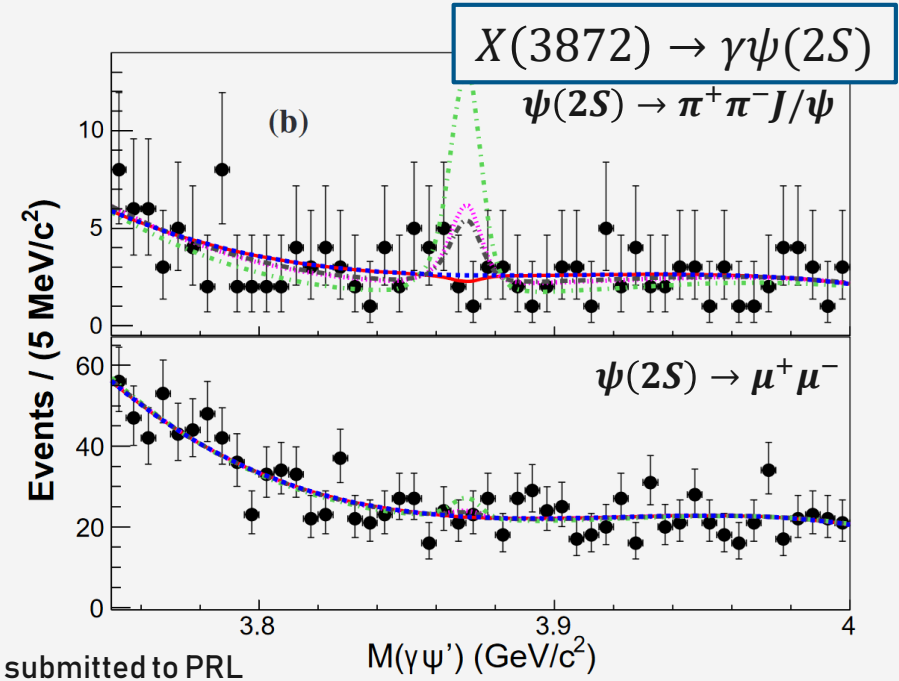 X(3872) → γψ(2S)
ψ(2S) → π⁺π⁻J/ψ
(b)
10
5
0
Events / (5 MeV/c²)
ψ(2S) → μ⁺μ⁻
60
40
20
0
3.8
3.9
4
M(γψ') (GeV/c²)
submitted to PRL